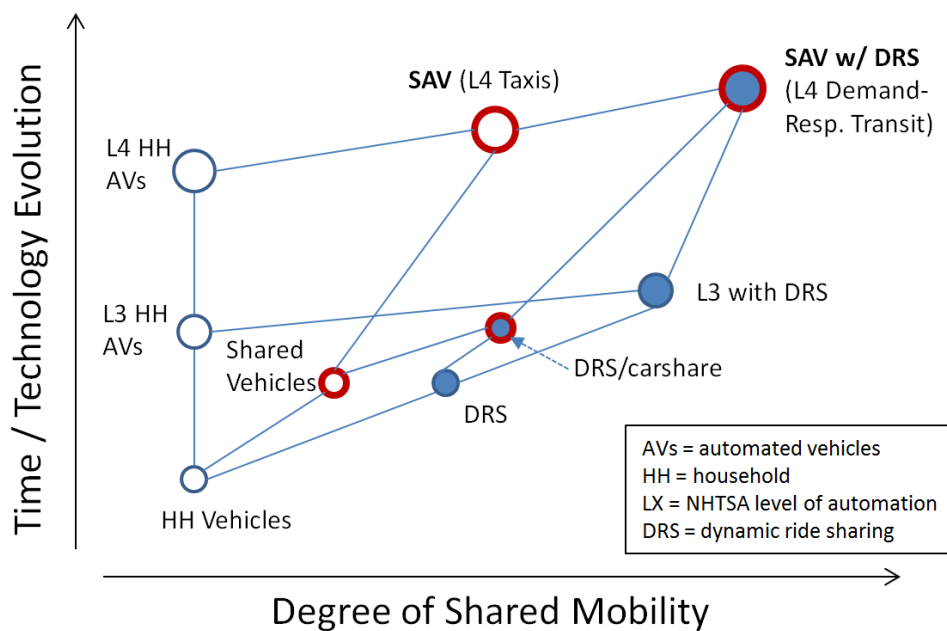 Time / Technology Evolution
SAV w/ DRS
(L4 Demand-
Resp. Transit)
SAV (L4 Taxis)
L4 HH
AVs
L3 HH
AVs
L3 with DRS
Shared
Vehicles
DRS/carshare
DRS
HH Vehicles
AVs = automated vehicles
HH = household
LX = NHTSA level of automation
DRS = dynamic ride sharing
Degree of Shared Mobility